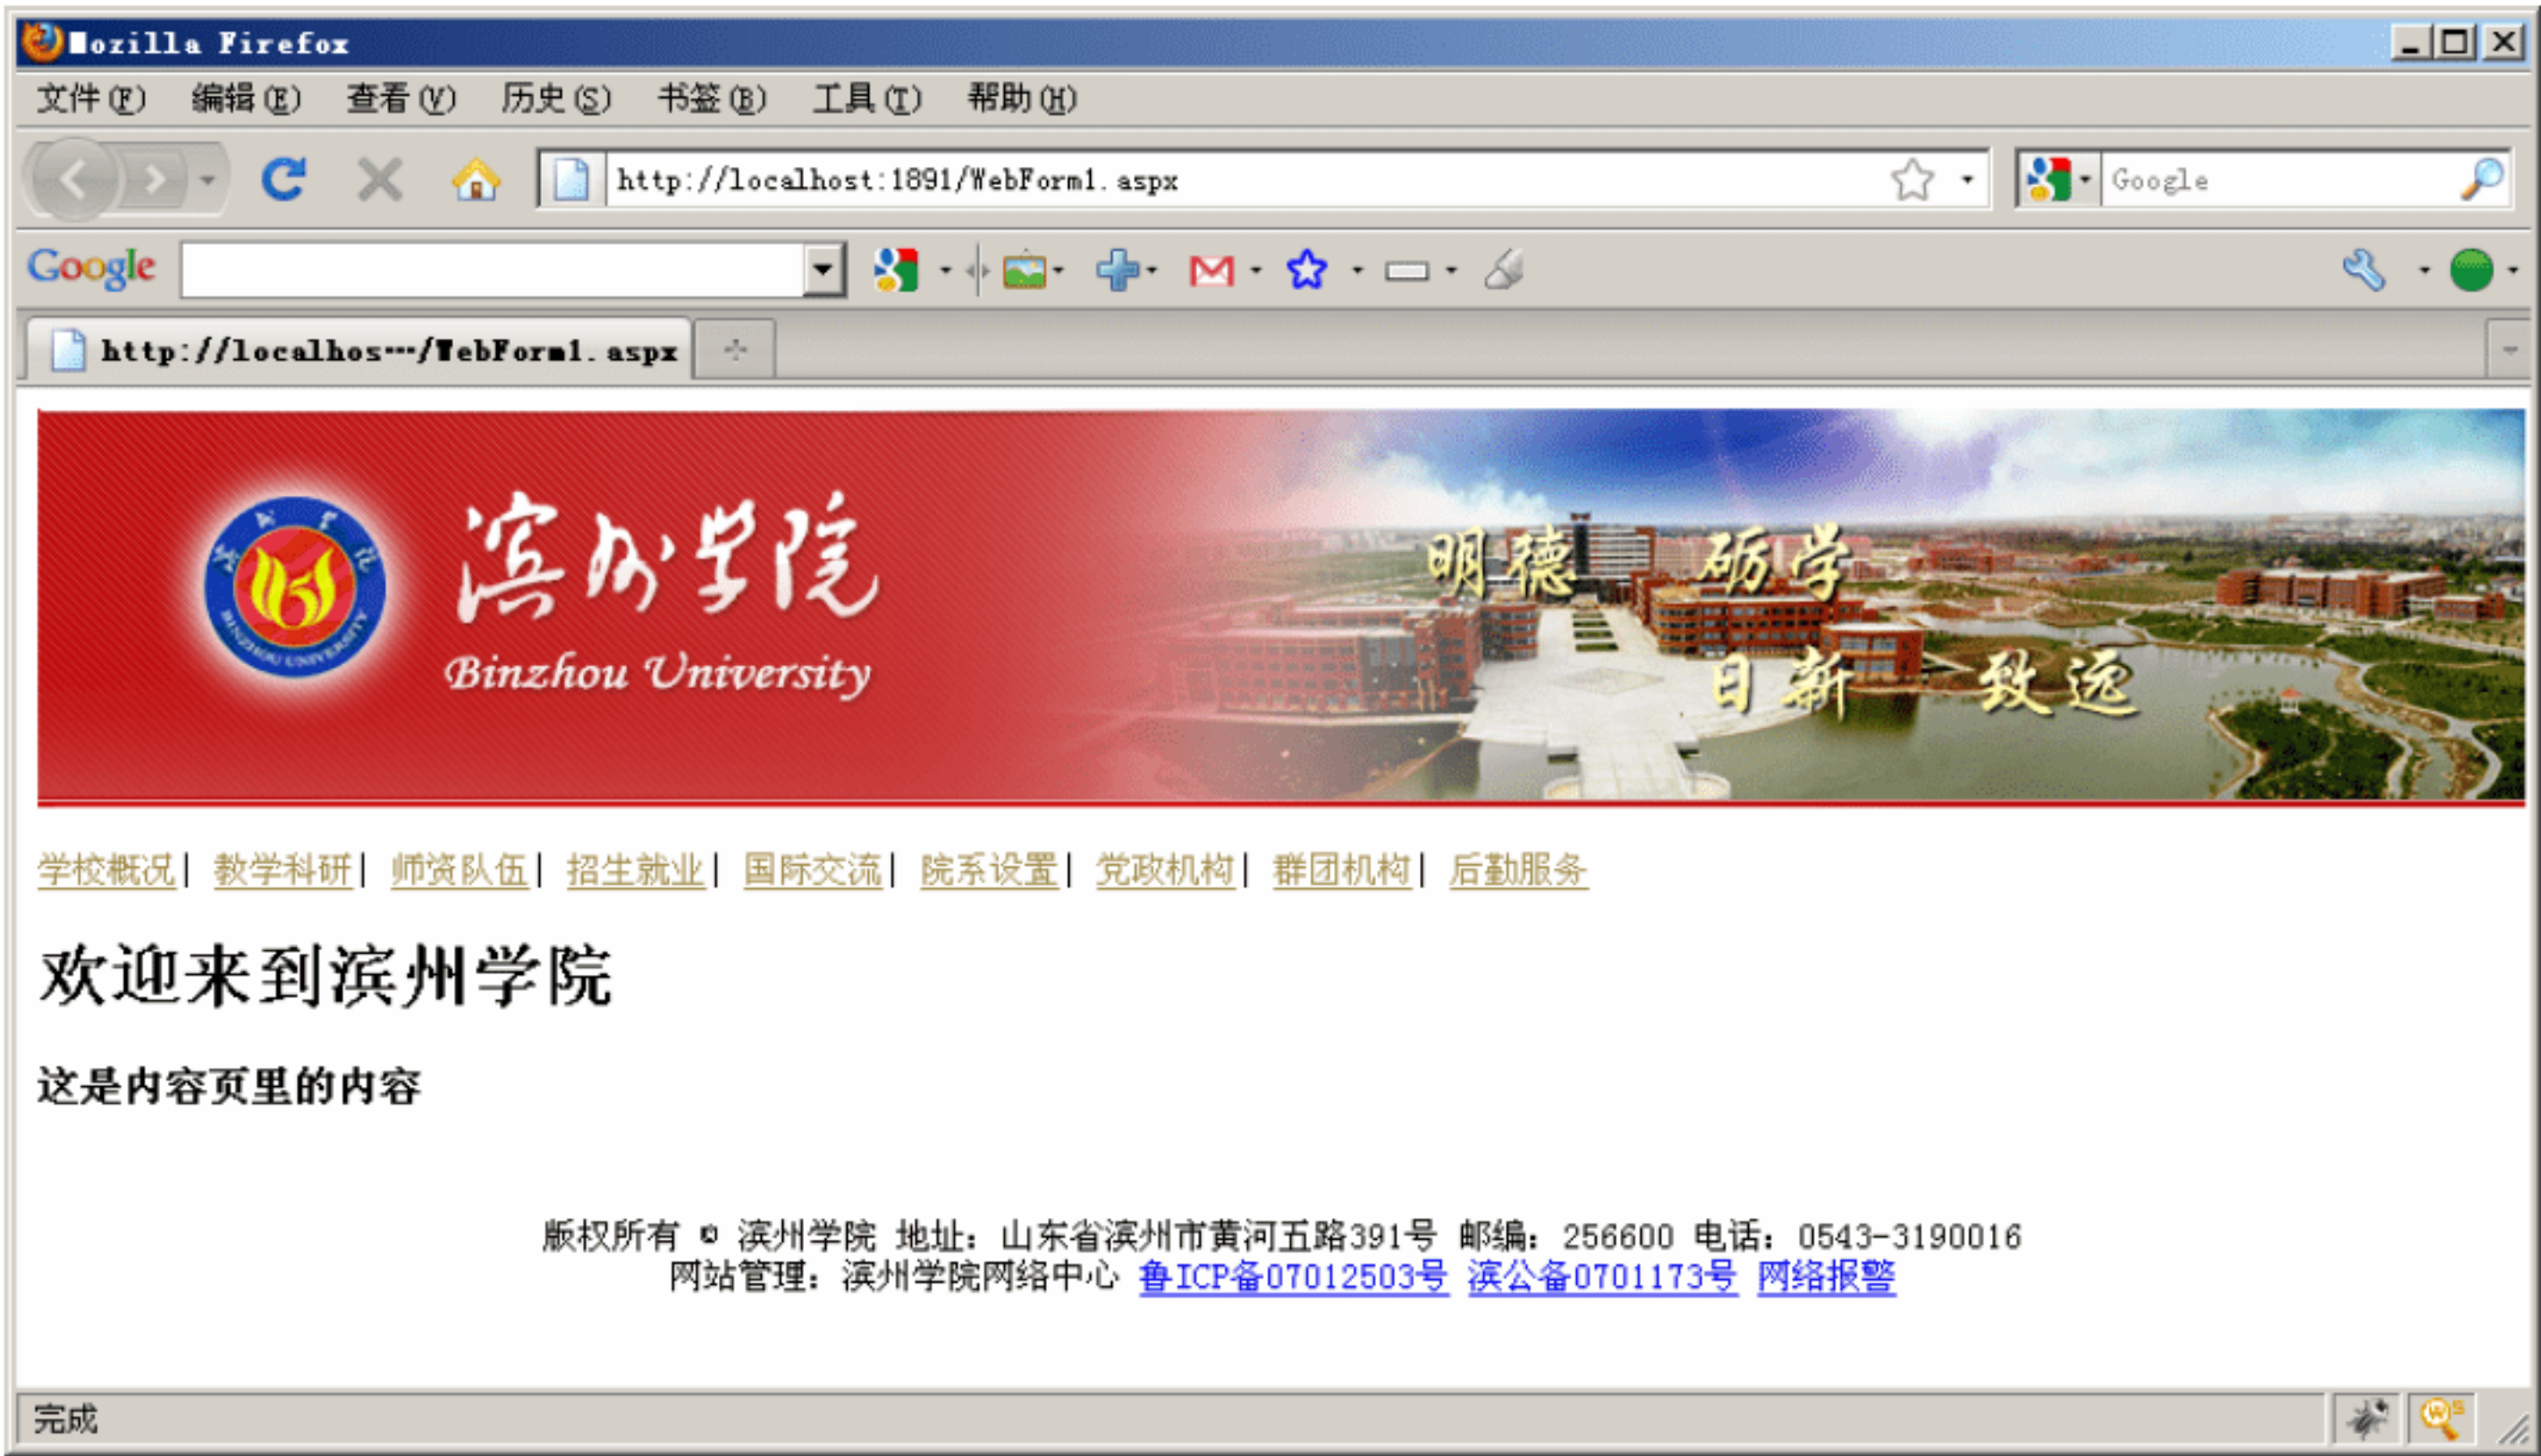 Mozilla Firefox
文件(F) 编辑(E) 查看(V) 历史(S) 书签(B) 工具(T) 帮助(H)
http://localhost:1891/WebForm1.aspx Google
Google
http://localhos…/WebForm1.aspx
滨州学院
BINZHOU UNIVERSITY
滨州学院
Binzhou University
明德 砺学
日新 致远
学校概况| 教学科研| 师资队伍| 招生就业| 国际交流| 院系设置| 党政机构| 群团机构| 后勤服务
欢迎来到滨州学院
这是内容页里的内容
版权所有 © 滨州学院 地址：山东省滨州市黄河五路391号 邮编：256600 电话：0543-3190016
网站管理：滨州学院网络中心 鲁ICP备07012503号 滨公备0701173号 网络报警
完成